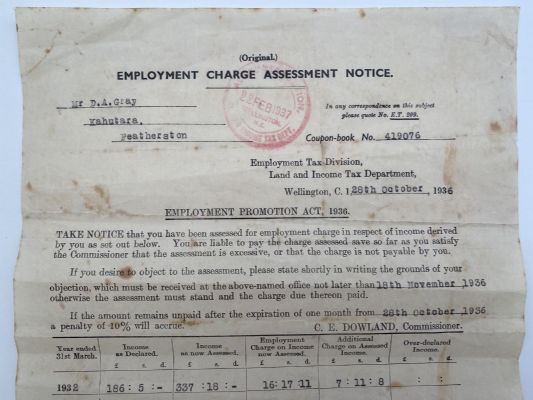 (Original.)
EMPLOYMENT CHARGE ASSESSMENT NOTICE.
Mr D.A.Gray
Kahutara,
Featherston
22 FEB 1937
INCOME TAX DEPT.
In any correspondence on this subject
please quote No. E.T. 209.
Coupon-book No. 419076
Employment Tax Division,
Land and Income Tax Department,
Wellington, C. 1, 28th October, 1936
EMPLOYMENT PROMOTION ACT, 1936.
TAKE NOTICE that you have been assessed for employment charge in respect of income derived
by you as set out below. You are liable to pay the charge assessed save so far as you satisfy
the Commissioner that the assessment is excessive, or that the charge is not payable by you.
If you desire to object to the assessment, please state shortly in writing the grounds of your
objection, which must be received at the above-named office not later than 18th November 1936
otherwise the assessment must stand and the charge due thereon paid.
If the amount remains unpaid after the expiration of one month from 28th October 1936
a penalty of 10% will accrue.
C. E. DOWLAND, Commissioner.
Year ended 31st March. Income as Declared. Income as now Assessed. Employment Charge on Income now Assessed. Additional Charge on Assessed Income. Over-declared Income.
£ s. d. £ s. d. £ s. d. £ s. d. £ s. d.
1932 186 : 5 : - 337 :18 : - 16: 17 :11 7 : 11 : 8 : :